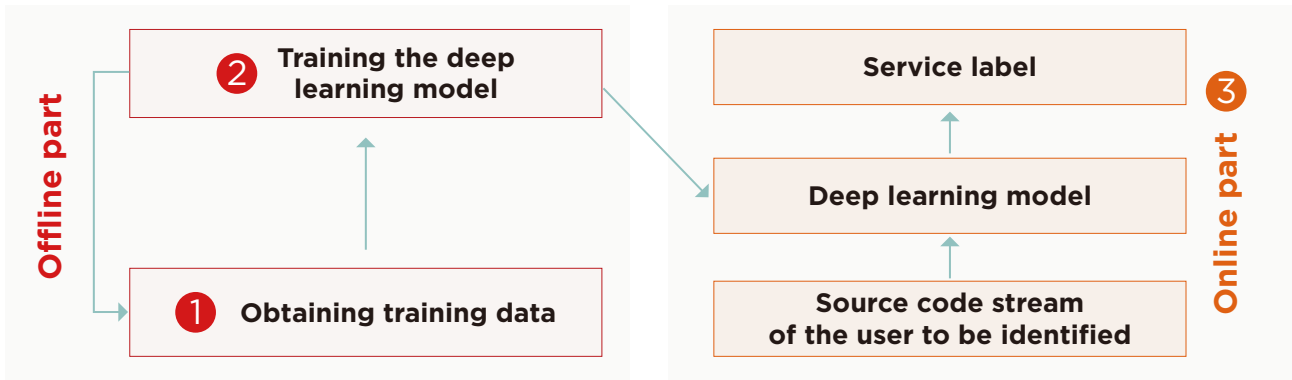 Offline part
2
Training the deep
learning model
1
Obtaining training data
Service label
Deep learning model
Source code stream
of the user to be identified
3
Online part